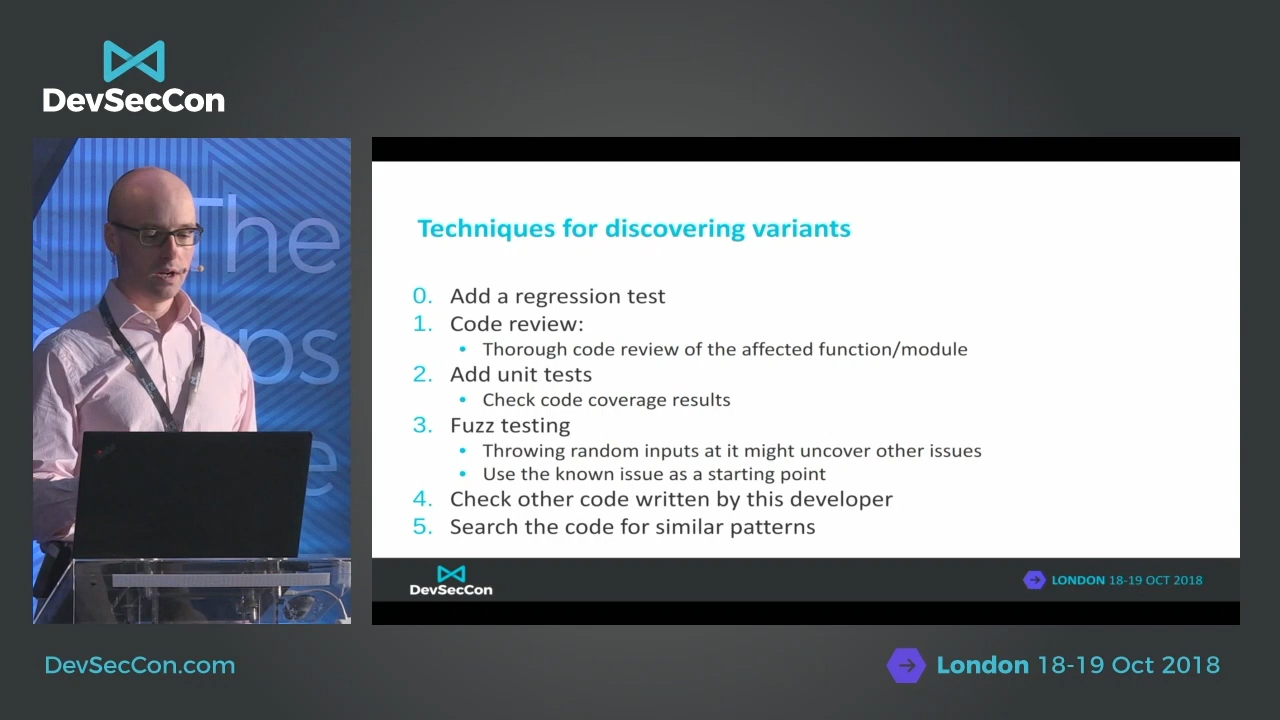 DevSecCon
The
ops
e
Techniques for discovering variants
0. Add a regression test
1. Code review:
• Thorough code review of the affected function/module
2. Add unit tests
• Check code coverage results
3. Fuzz testing
• Throwing random inputs at it might uncover other issues
• Use the known issue as a starting point
4. Check other code written by this developer
5. Search the code for similar patterns
DevSecCon
LONDON 18-19 OCT 2018
DevSecCon.com
London 18-19 Oct 2018